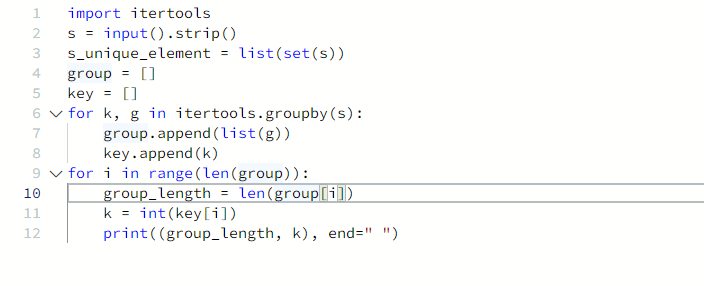 1 import itertools
2 s = input().strip()
3 s_unique_element = list(set(s))
4 group = []
5 key = []
6 for k, g in itertools.groupby(s):
7     group.append(list(g))
8     key.append(k)
9 for i in range(len(group)):
10     group_length = len(group[i])
11     k = int(key[i])
12     print((group_length, k), end=" ")